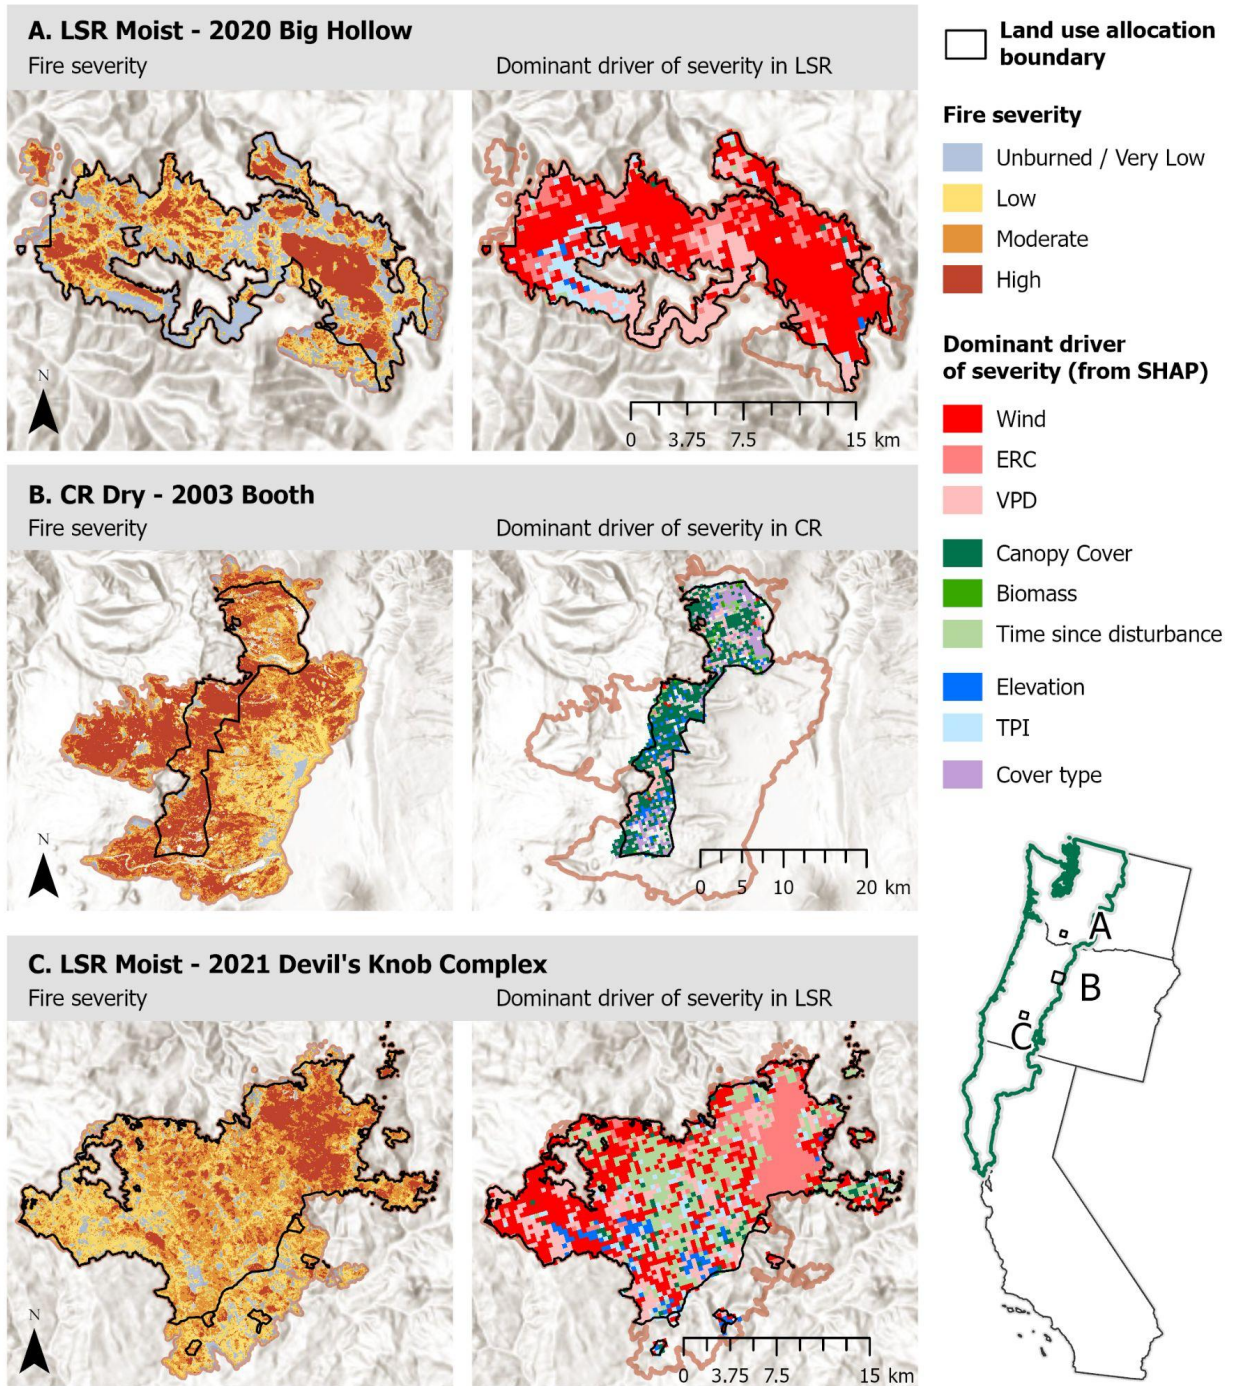 A. LSR Moist - 2020 Big Hollow
Fire severity
Dominant driver of severity in LSR
N
0 3.75 7.5 15 km
B. CR Dry - 2003 Booth
Fire severity
Dominant driver of severity in CR
N
0 5 10 20 km
C. LSR Moist - 2021 Devil's Knob Complex
Fire severity
Dominant driver of severity in LSR
N
0 3.75 7.5 15 km
Land use allocation
boundary
Fire severity
Unburned / Very Low
Low
Moderate
High
Dominant driver
of severity (from SHAP)
Wind
ERC
VPD
Canopy Cover
Biomass
Time since disturbance
Elevation
TPI
Cover type
A
B
C